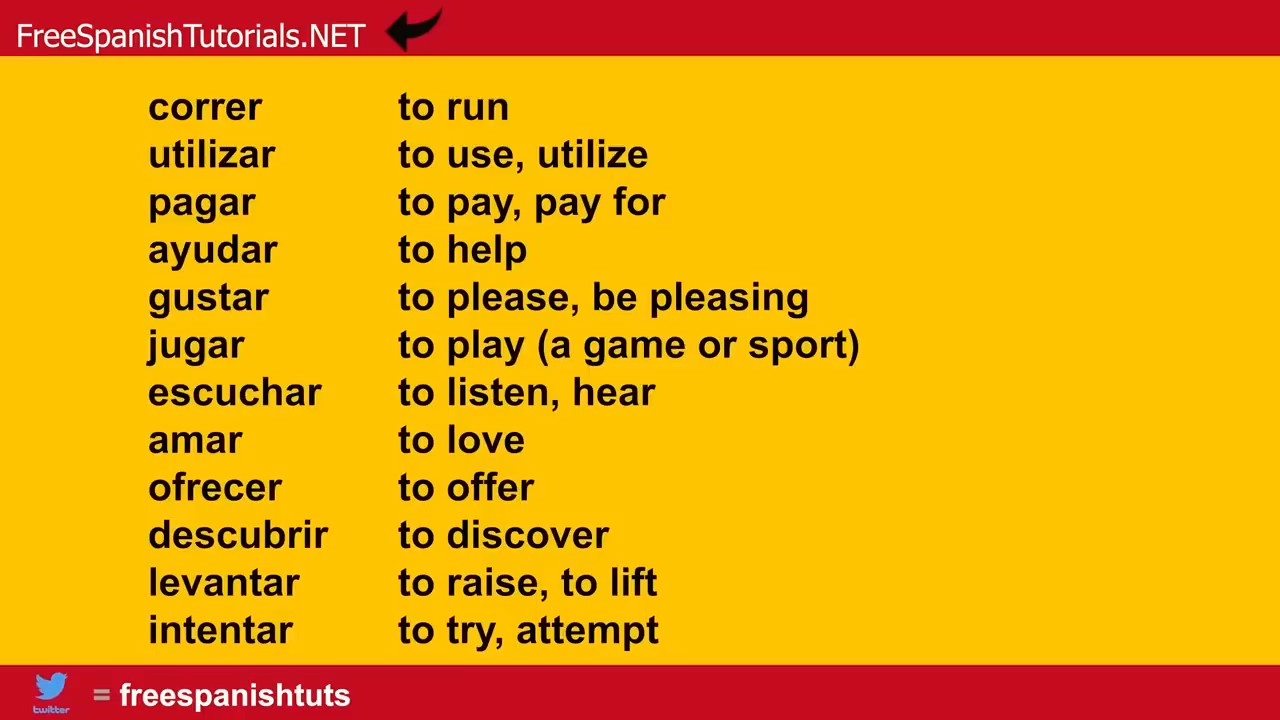 FreeSpanishTutorials.NET
correr to run
utilizar to use, utilize
pagar to pay, pay for
ayudar to help
gustar to please, be pleasing
jugar to play (a game or sport)
escuchar to listen, hear
amar to love
ofrecer to offer
descubrir to discover
levantar to raise, to lift
intentar to try, attempt
twitter = freespanishtuts